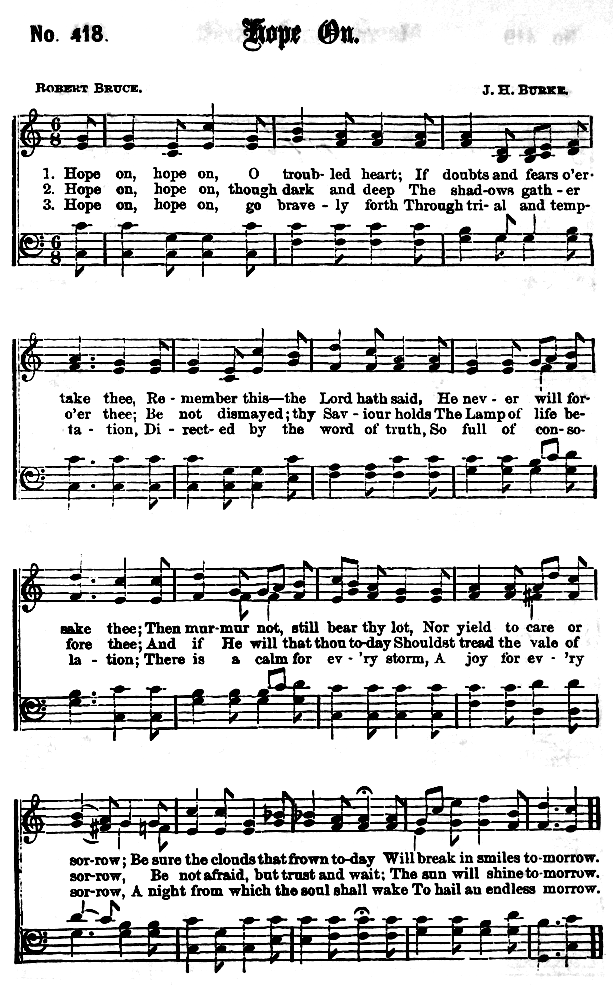 No. 418.
Hope On.
ROBERT BRUCE.
J. H. BURKE.
1. Hope on, hope on, O troub- led heart; If doubts and fears o'er-
2. Hope on, hope on, though dark and deep The shad-ows gath - er
3. Hope on, hope on, go brave - ly forth Through tri- al and temp-
take thee, Re - member this—the Lord hath said, He nev - er will for-
o'er thee; Be not dismayed; thy Sav - iour holds The Lamp of life be-
ta - tion, Di - rect - ed by the word of truth, So full of con - so-
sake thee; Then mur-mur not, still bear thy lot, Nor yield to care or
fore thee; And if He will that thou to-day Shouldst tread the vale of
la - tion; There is a calm for ev - 'ry storm, A joy for ev - 'ry
sor-row; Be sure the clouds that frown to-day Will break in smiles to-morrow.
sor-row, Be not afraid, but trust and wait; The sun will shine to-morrow.
sor-row, A night from which the soul shall wake To hail an endless morrow.